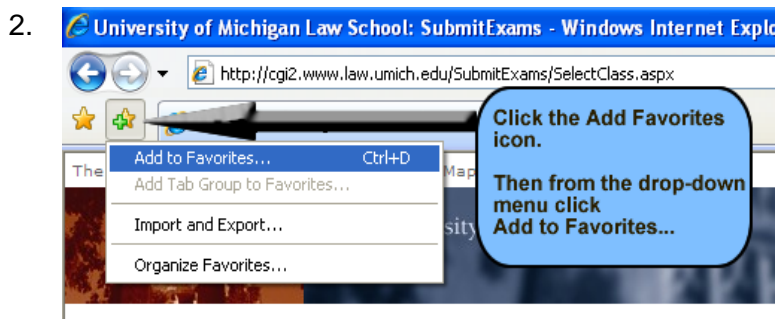 2.
University of Michigan Law School: SubmitExams - Windows Internet Explo
http://cgi2.www.law.umich.edu/SubmitExams/SelectClass.aspx
Click the Add Favorites
icon.
Then from the drop-down
menu click
Add to Favorites...
Add to Favorites... Ctrl+D
Add Tab Group to Favorites...
Import and Export...
Organize Favorites...
The
Map
sity